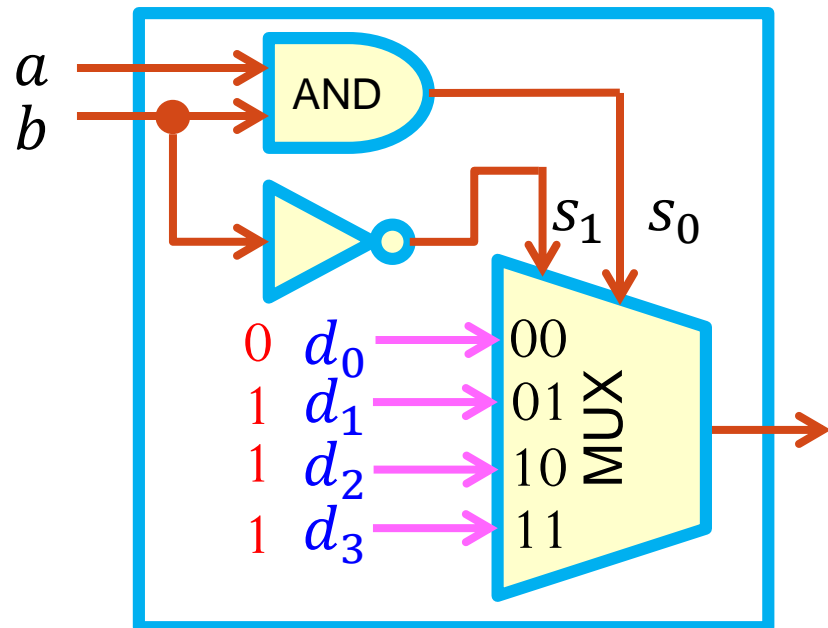 a
AND
b
s₁ s₀
0 d₀ 00
1 d₁ 01
1 d₂ 10
1 d₃ 11
MUX